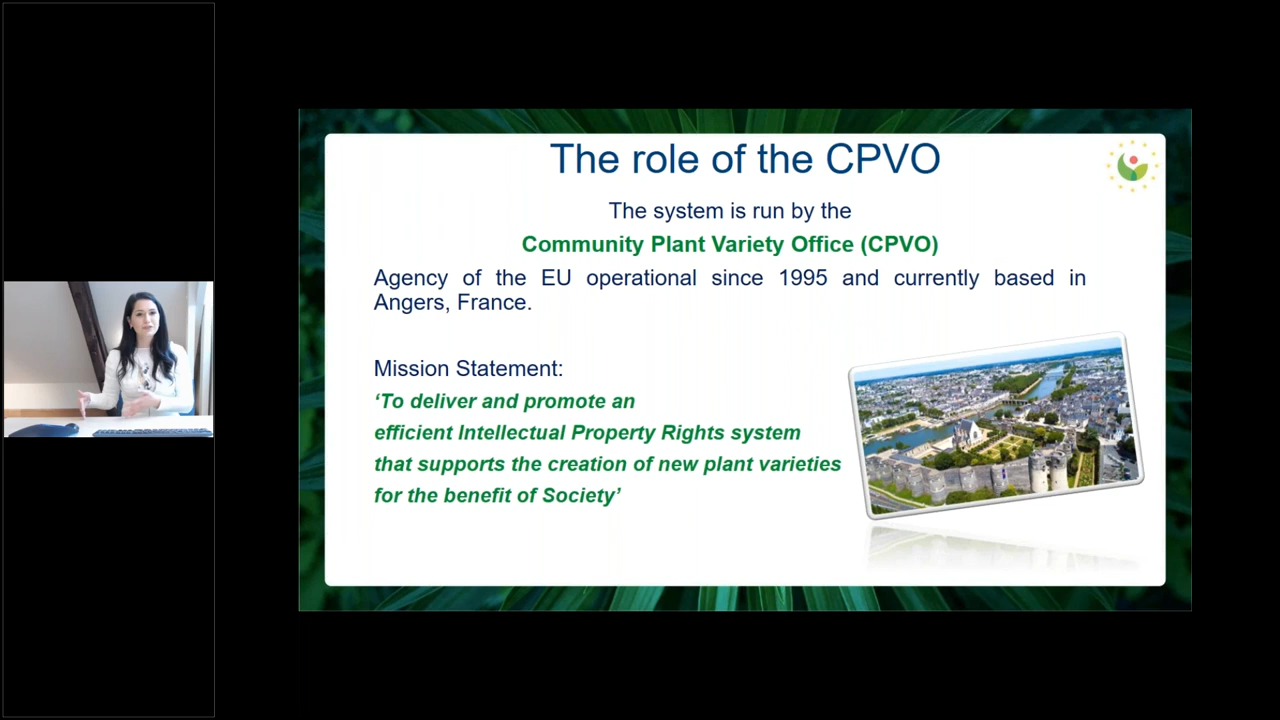 The role of the CPVO
The system is run by the
Community Plant Variety Office (CPVO)
Agency of the EU operational since 1995 and currently based in
Angers, France.
Mission Statement:
‘To deliver and promote an
efficient Intellectual Property Rights system
that supports the creation of new plant varieties
for the benefit of Society’